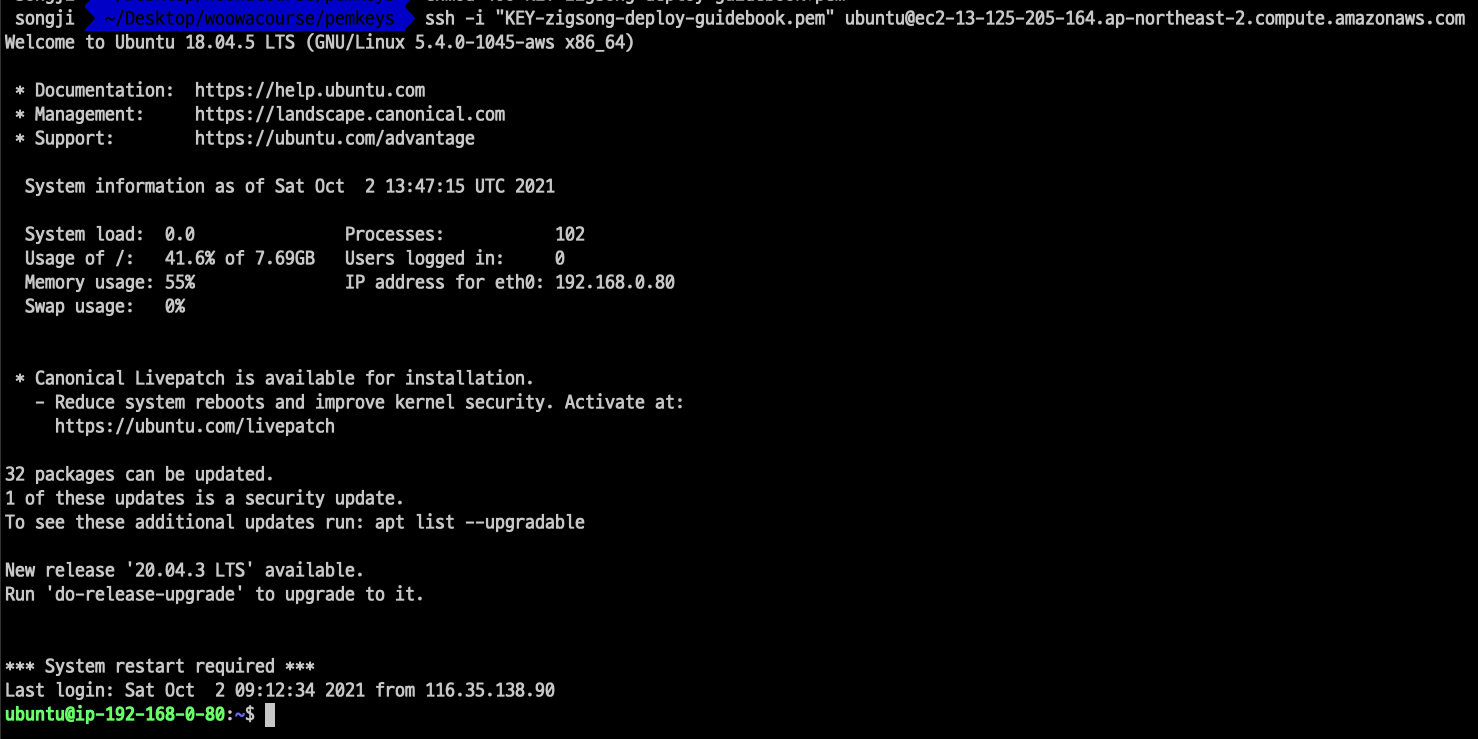 songji ~/Desktop/woowacourse/pemkeys ssh -i "KEY-zigsong-deploy-guidebook.pem" ubuntu@ec2-13-125-205-164.ap-northeast-2.compute.amazonaws.com
Welcome to Ubuntu 18.04.5 LTS (GNU/Linux 5.4.0-1045-aws x86_64)
* Documentation:  https://help.ubuntu.com
* Management:     https://landscape.canonical.com
* Support:        https://ubuntu.com/advantage
System information as of Sat Oct  2 13:47:15 UTC 2021
System load:  0.0               Processes:           102
Usage of /:   41.6% of 7.69GB   Users logged in:     0
Memory usage: 55%               IP address for eth0: 192.168.0.80
Swap usage:   0%
* Canonical Livepatch is available for installation.
- Reduce system reboots and improve kernel security. Activate at:
https://ubuntu.com/livepatch
32 packages can be updated.
1 of these updates is a security update.
To see these additional updates run: apt list --upgradable
New release '20.04.3 LTS' available.
Run 'do-release-upgrade' to upgrade to it.
*** System restart required ***
Last login: Sat Oct  2 09:12:34 2021 from 116.35.138.90
ubuntu@ip-192-168-0-80:~$